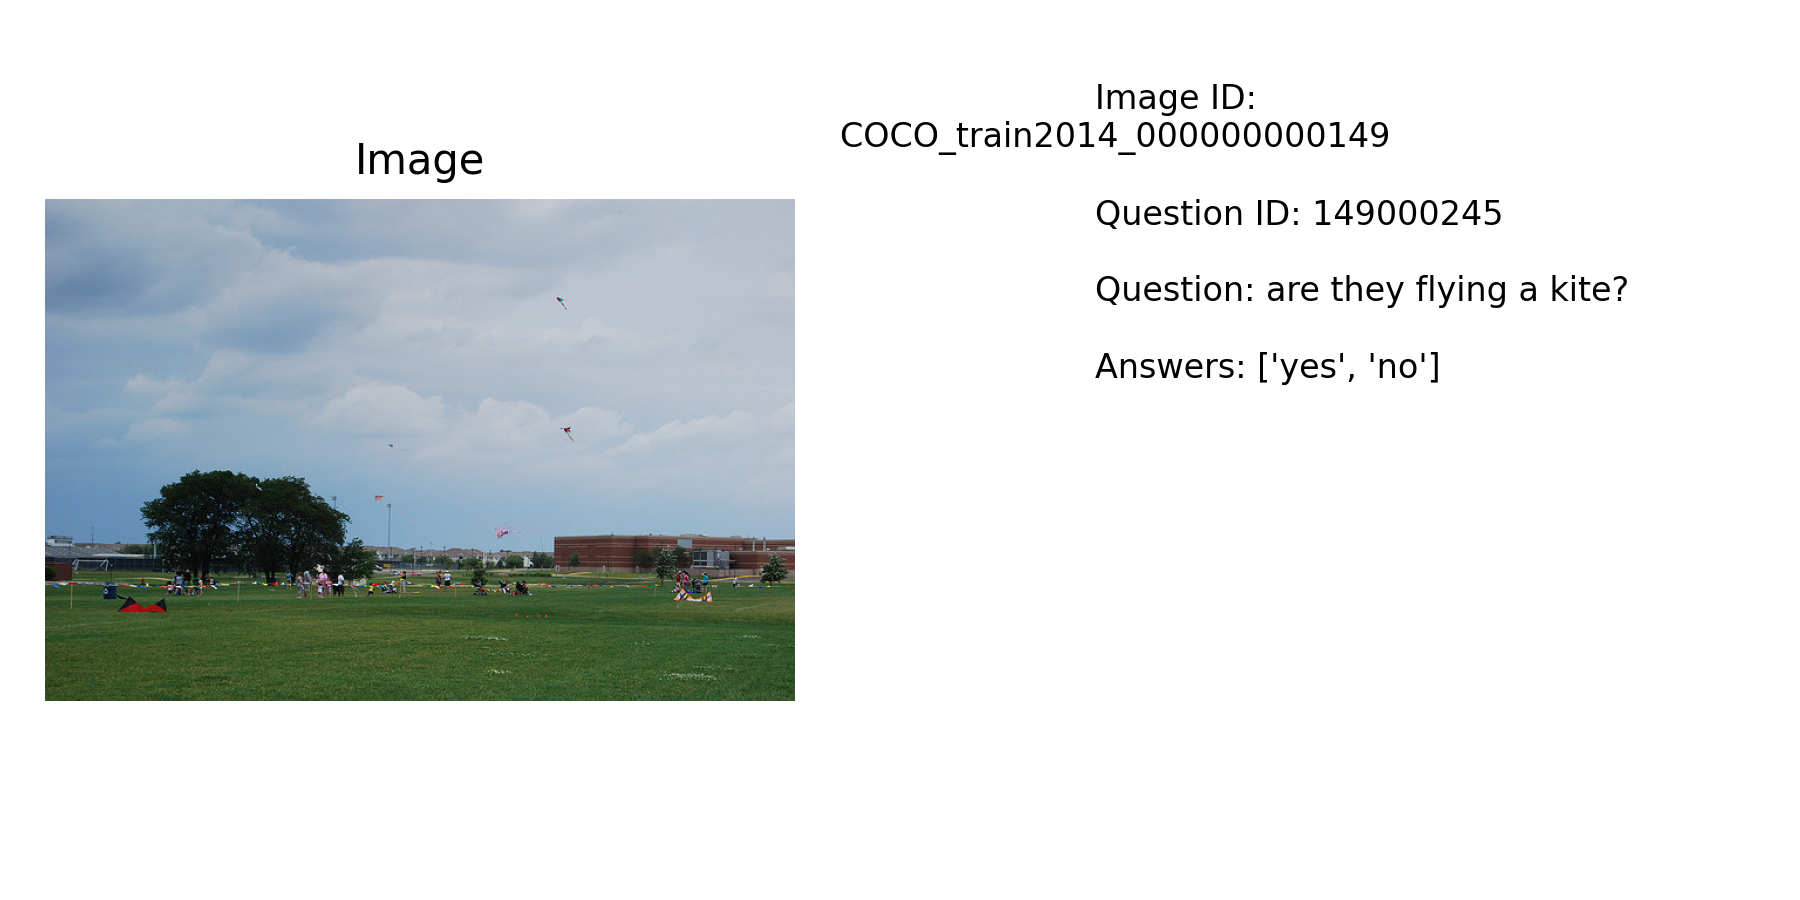 Image
Image ID:
COCO_train2014_000000000149
Question ID: 149000245
Question: are they flying a kite?
Answers: ['yes', 'no']